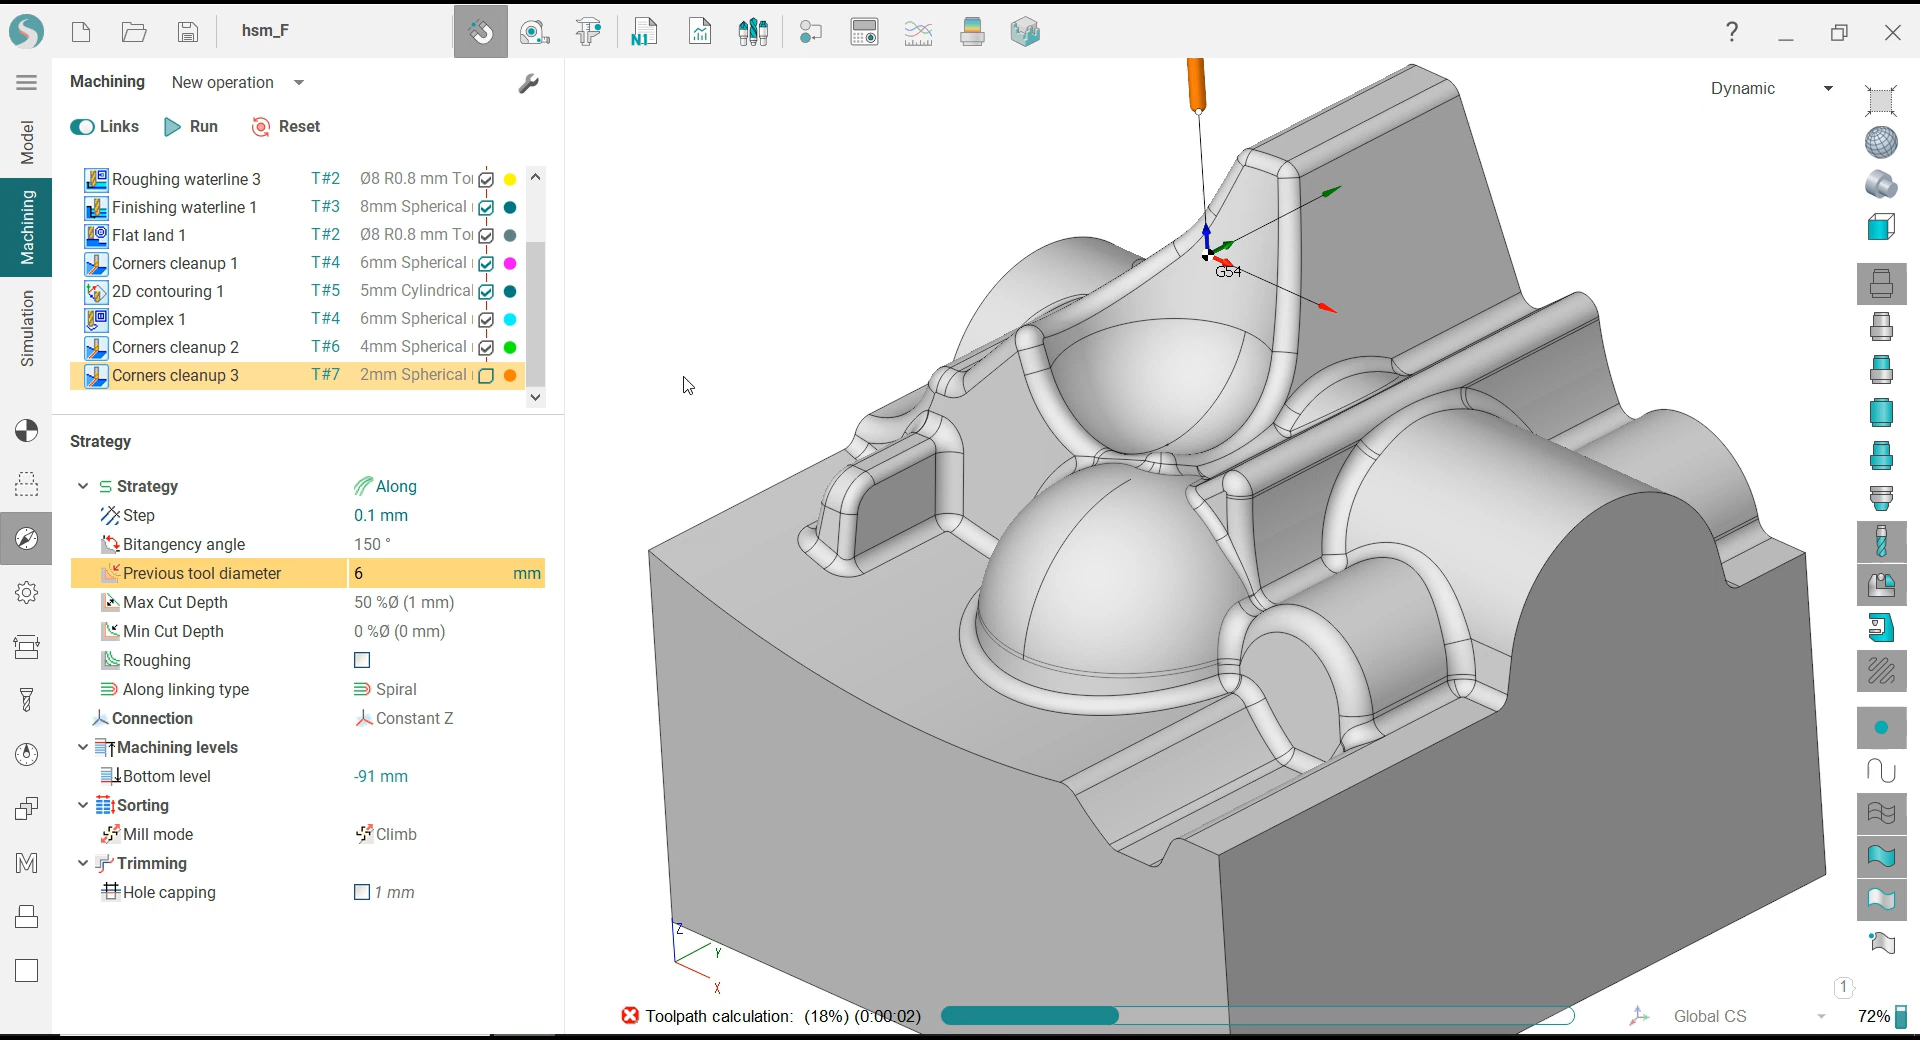 hsm_F
N1
?
Machining New operation
Links Run Reset
Model
Machining
Simulation
Roughing waterline 3 T#2 Ø8 R0.8 mm Tor
Finishing waterline 1 T#3 8mm Spherical
Flat land 1 T#2 Ø8 R0.8 mm Tor
Corners cleanup 1 T#4 6mm Spherical
2D contouring 1 T#5 5mm Cylindrical
Complex 1 T#4 6mm Spherical
Corners cleanup 2 T#6 4mm Spherical
Corners cleanup 3 T#7 2mm Spherical
Strategy
Strategy Along
Step 0.1 mm
Bitangency angle 150 °
Previous tool diameter 6 mm
Max Cut Depth 50 %Ø (1 mm)
Min Cut Depth 0 %Ø (0 mm)
Roughing
Along linking type Spiral
Connection Constant Z
Machining levels
Bottom level -91 mm
Sorting
Mill mode Climb
Trimming
Hole capping 1 mm
Dynamic
G54
Z
Y
X
1
Toolpath calculation: (18%) (0:00:02)
Global CS
72%